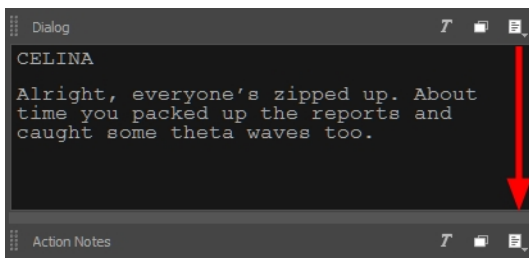 Dialog T
CELINA
Alright, everyone's zipped up. About
time you packed up the reports and
caught some theta waves too.
Action Notes T